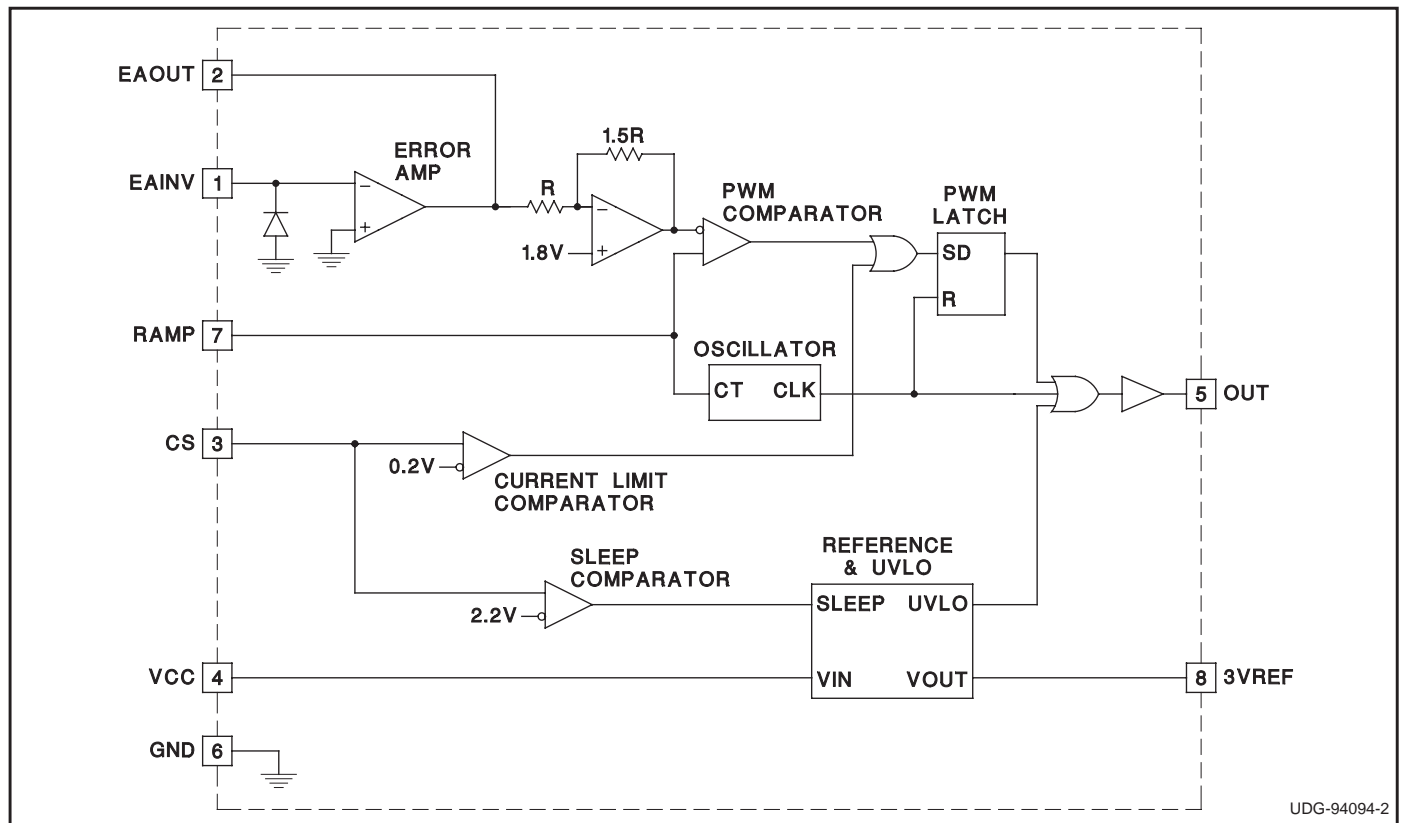 EAOUT 2
1.5R
ERROR
AMP
EAINV 1
R
PWM
COMPARATOR
PWM
LATCH
1.8V
SD
R
RAMP 7
OSCILLATOR
CT CLK
5 OUT
CS 3
0.2V
CURRENT LIMIT
COMPARATOR
REFERENCE
& UVLO
SLEEP
COMPARATOR
2.2V
SLEEP UVLO
VCC 4
VIN VOUT
8 3VREF
GND 6
UDG-94094-2